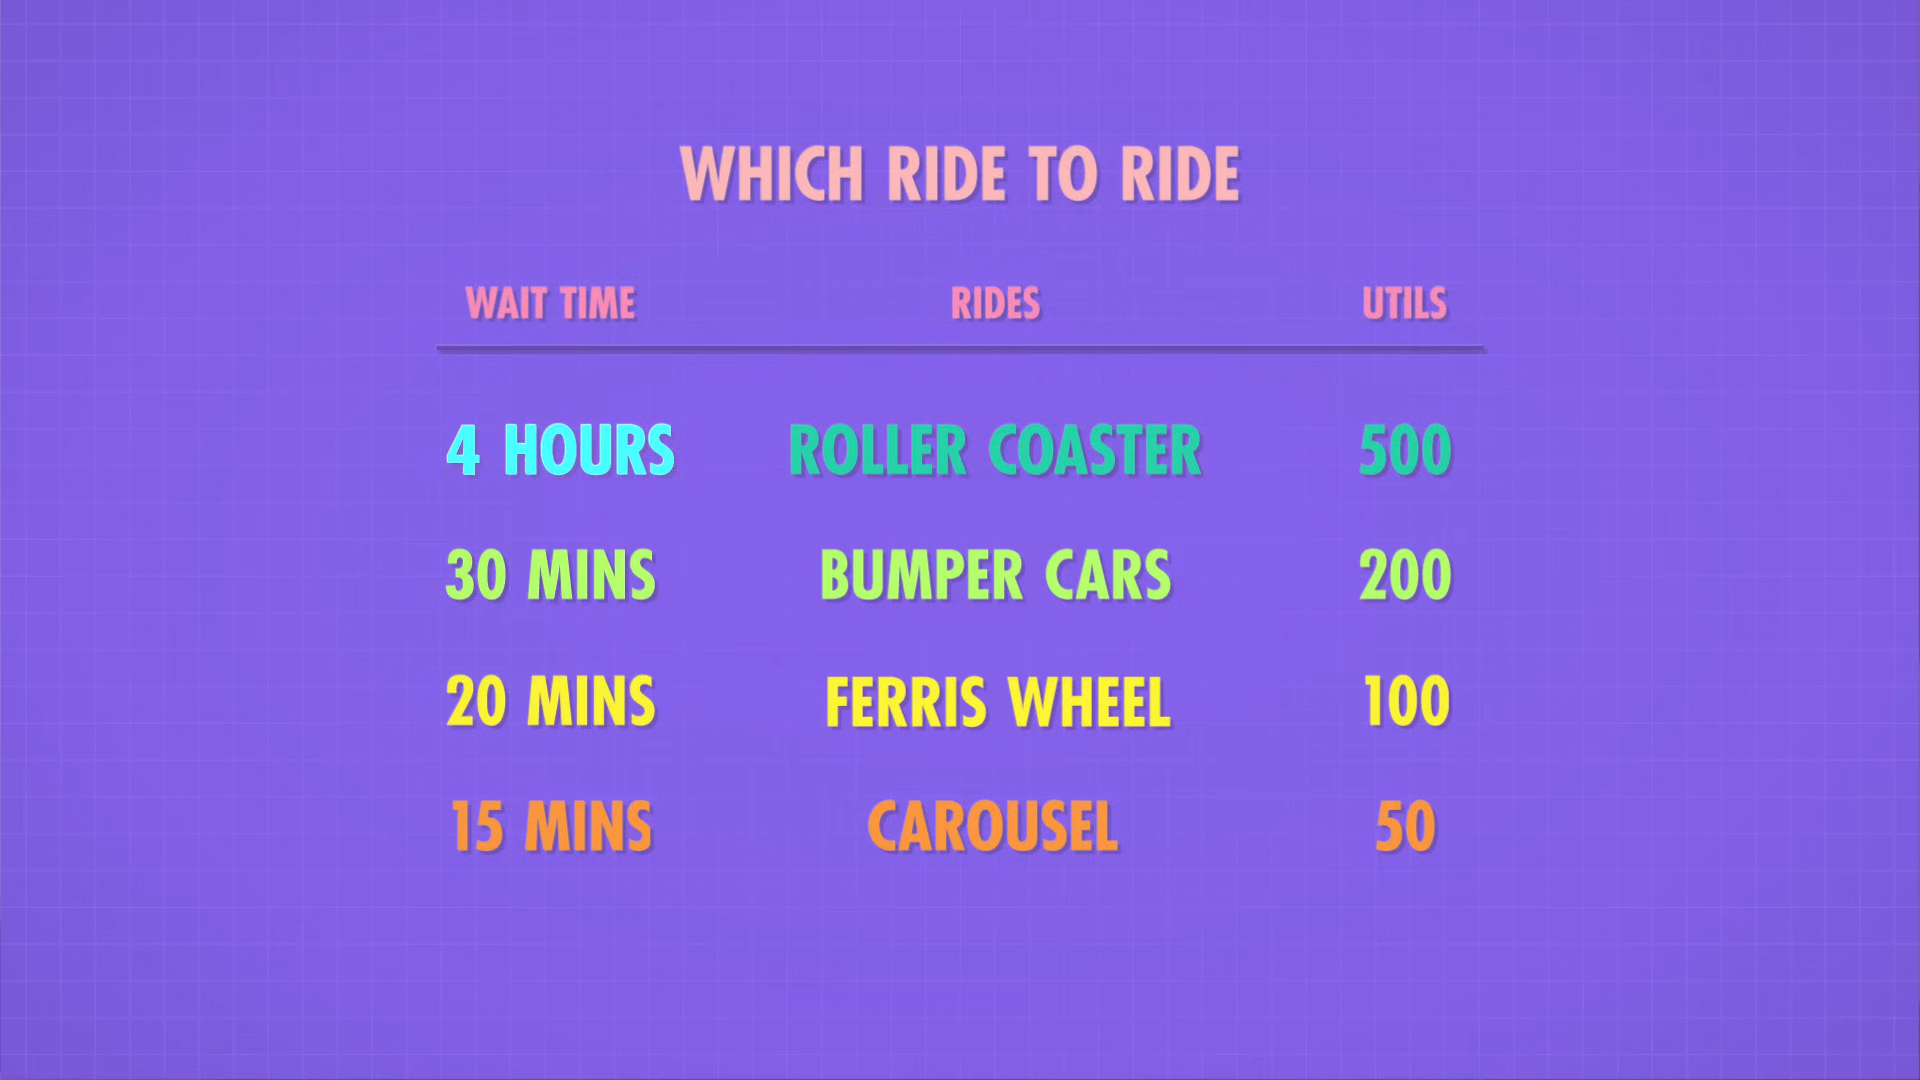 WHICH RIDE TO RIDE
WAIT TIME RIDES UTILS
4 HOURS ROLLER COASTER 500
30 MINS BUMPER CARS 200
20 MINS FERRIS WHEEL 100
15 MINS CAROUSEL 50